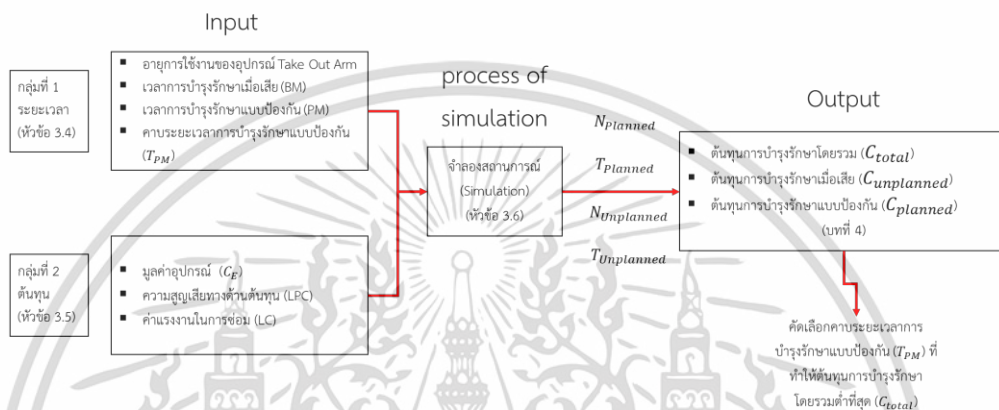 Input
กลุ่มที่ 1
ระยะเวลา
(หัวข้อ 3.4)
▪ อายุการใช้งานของอุปกรณ์ Take Out Arm
▪ เวลาการบำรุงรักษาเมื่อเสีย (BM)
▪ เวลาการบำรุงรักษาแบบป้องกัน (PM)
▪ คาบระยะเวลาการบำรุงรักษาแบบป้องกัน
(T_PM)
กลุ่มที่ 2
ต้นทุน
(หัวข้อ 3.5)
▪ มูลค่าอุปกรณ์ (C_E)
▪ ความสูญเสียทางด้านต้นทุน (LPC)
▪ ค่าแรงงานในการซ่อม (LC)
process of
simulation
จำลองสถานการณ์
(Simulation)
(หัวข้อ 3.6)
N_Planned
T_Planned
N_Unplanned
T_Unplanned
Output
▪ ต้นทุนการบำรุงรักษาโดยรวม (C_total)
▪ ต้นทุนการบำรุงรักษาเมื่อเสีย (C_unplanned)
▪ ต้นทุนการบำรุงรักษาแบบป้องกัน (C_planned)
(บทที่ 4)
คัดเลือกคาบระยะเวลาการ
บำรุงรักษาแบบป้องกัน (T_PM) ที่
ทำให้ต้นทุนการบำรุงรักษา
โดยรวมต่ำที่สุด (C_total)